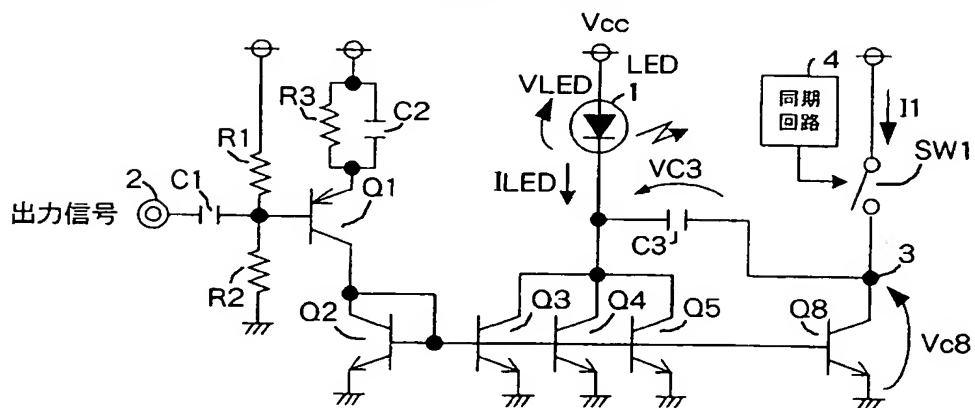 Vcc
LED
VLED
1
4
同期
回路
I1
SW1
R3
C2
R1
2
C1
Q1
出力信号
ILED
VC3
C3
3
R2
Q2
Q3
Q4
Q5
Q8
Vc8